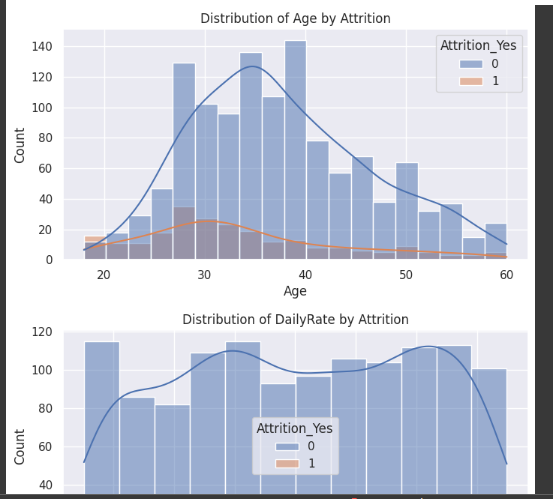 Distribution of Age by Attrition
Attrition_Yes
0
1
140
120
100
80
60
40
20
0
Count
20 30 40 50 60
Age
Distribution of DailyRate by Attrition
120
100
80
60
40
Count
Attrition_Yes
0
1